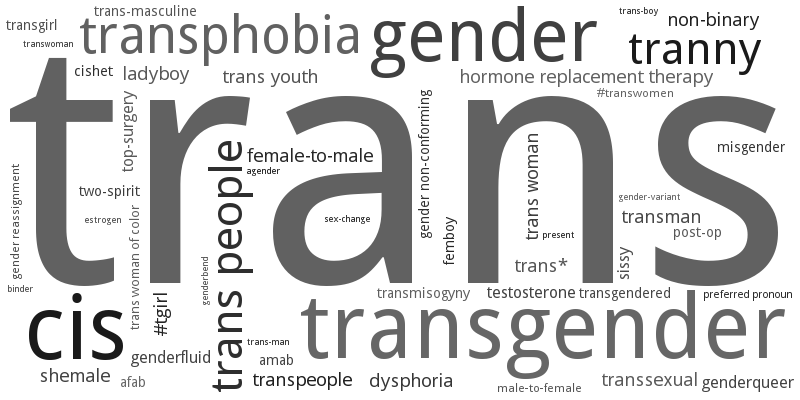 trans-masculine
trans-boy
transgirl
transphobia
gender
non-binary
transwoman
tranny
cishet
ladyboy
trans youth
hormone replacement therapy
#transwomen
trans
top-surgery
gender non-conforming
female-to-male
misgender
agender
trans people
trans woman
gender reassignment
two-spirit
gender-variant
estrogen
sex-change
transman
trans woman of color
femboy
present
post-op
genderbend
trans*
sissy
binder
#tgirl
transmisogyny
testosterone
transgendered
preferred pronoun
cis
transgender
trans-man
genderfluid
amab
shemale
afab
transpeople
dysphoria
male-to-female
transsexual
genderqueer